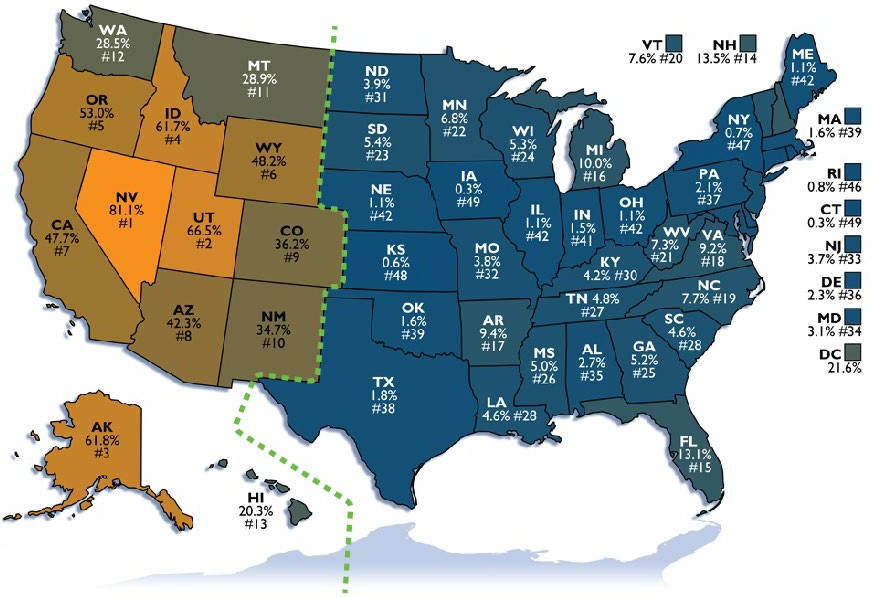 WA
28.5%
#12
MT
28.9%
#11
OR
53.0%
#5
ID
61.7%
#4
WY
48.2%
#6
NV
81.1%
#1
UT
66.5%
#2
CO
36.2%
#9
CA
47.7%
#7
AZ
42.3%
#8
NM
34.7%
#10
AK
61.8%
#3
HI
20.3%
#13
ND
3.9%
#31
SD
5.4%
#23
NE
1.1%
#42
KS
0.6%
#48
OK
1.6%
#39
TX
1.8%
#38
MN
6.8%
#22
IA
0.3%
#49
MO
3.8%
#32
AR
9.4%
#17
LA
4.6% #28
WI
5.3%
#24
IL
1.1%
#42
MI
10.0%
#16
IN
1.5%
#41
OH
1.1%
#42
KY
4.2% #30
TN 4.8%
#27
MS
5.0%
#26
AL
2.7%
#35
GA
5.2%
#25
FL
13.1%
#15
SC
4.6%
#28
NC
7.7% #19
WV
7.3%
#21
VA
9.2%
#18
PA
2.1%
#37
NY
0.7%
#47
VT
7.6% #20
NH
13.5% #14
ME
1.1%
#42
MA
1.6% #39
RI
0.8% #46
CT
0.3% #49
NJ
3.7% #33
DE
2.3% #36
MD
3.1% #34
DC
21.6%